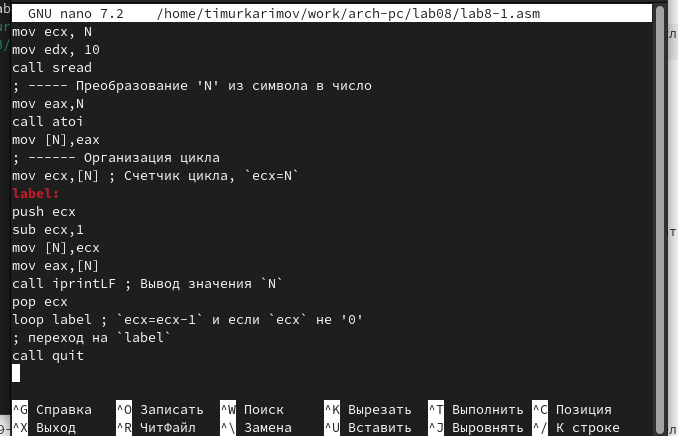 GNU nano 7.2 /home/timurkarimov/work/arch-pc/lab08/lab8-1.asm
mov ecx, N
mov edx, 10
call sread
; ----- Преобразование 'N' из символа в число
mov eax,N
call atoi
mov [N],eax
; ------ Организация цикла
mov ecx,[N] ; Счетчик цикла, `ecx=N`
label:
push ecx
sub ecx,1
mov [N],ecx
mov eax,[N]
call iprintLF ; Вывод значения `N`
pop ecx
loop label ; `ecx=ecx-1` и если `ecx` не '0'
; переход на `label`
call quit
^G Справка ^O Записать ^W Поиск ^K Вырезать ^T Выполнить ^C Позиция
^X Выход ^R ЧитФайл ^\ Замена ^U Вставить ^J Выровнять ^/ К строке